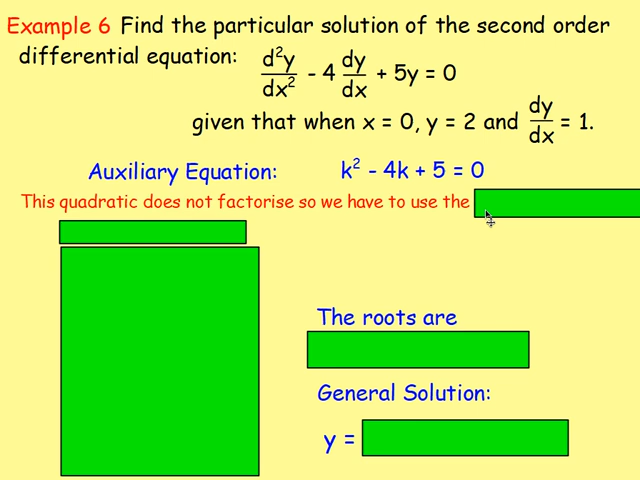 Example 6 Find the particular solution of the second order
differential equation: d²y/dx² - 4 dy/dx + 5y = 0
given that when x = 0, y = 2 and dy/dx = 1.
Auxiliary Equation: k² - 4k + 5 = 0
This quadratic does not factorise so we have to use the
The roots are
General Solution:
y =